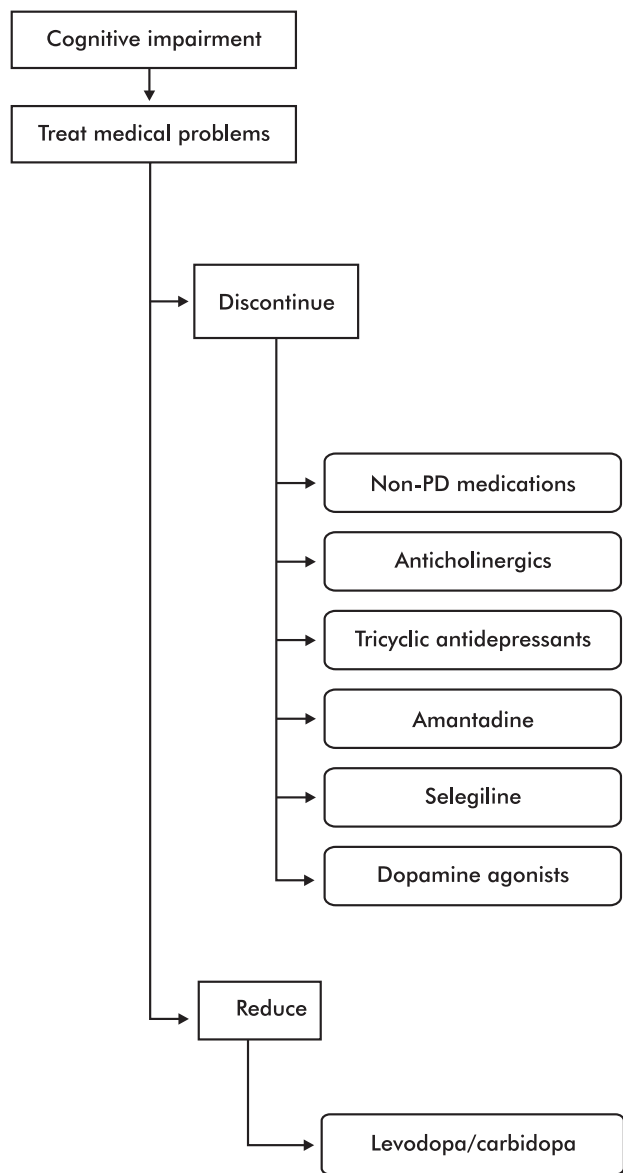 Cognitive impairment
Treat medical problems
Discontinue
Non-PD medications
Anticholinergics
Tricyclic antidepressants
Amantadine
Selegiline
Dopamine agonists
Reduce
Levodopa/carbidopa